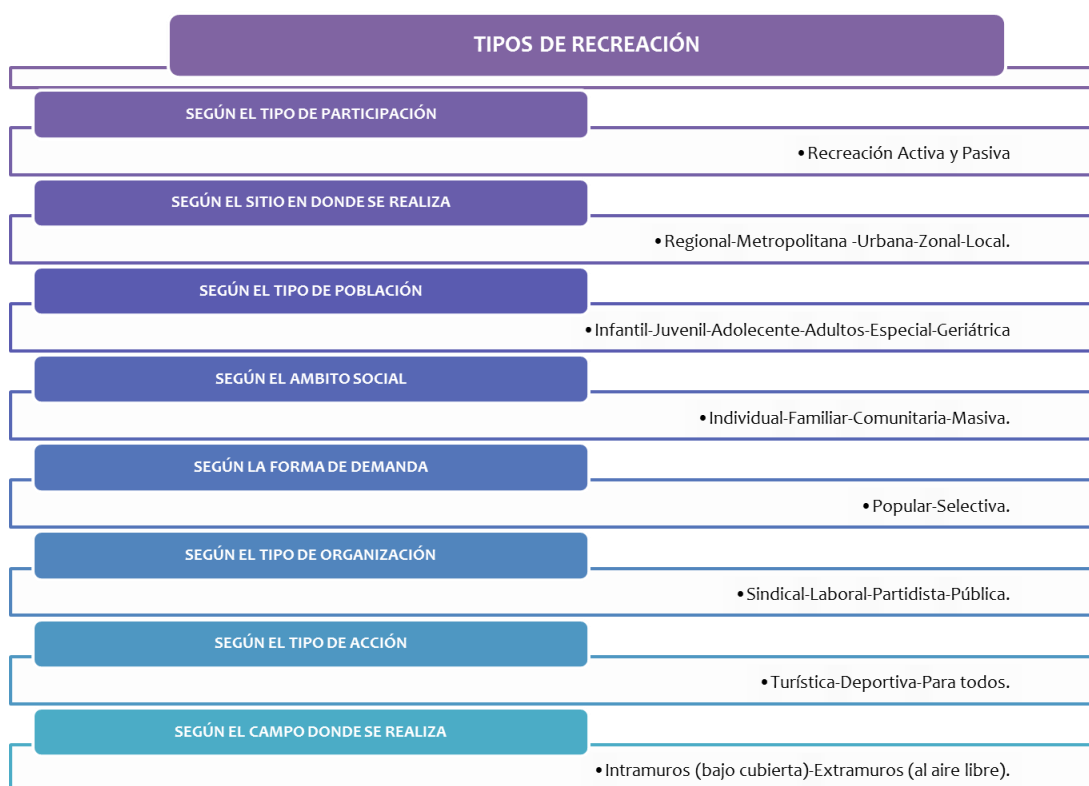 TIPOS DE RECREACIÓN
SEGÚN EL TIPO DE PARTICIPACIÓN
•Recreación Activa y Pasiva
SEGÚN EL SITIO EN DONDE SE REALIZA
•Regional-Metropolitana -Urbana-Zonal-Local.
SEGÚN EL TIPO DE POBLACIÓN
•Infantil-Juvenil-Adolecente-Adultos-Especial-Geriátrica
SEGÚN EL AMBITO SOCIAL
•Individual-Familiar-Comunitaria-Masiva.
SEGÚN LA FORMA DE DEMANDA
•Popular-Selectiva.
SEGÚN EL TIPO DE ORGANIZACIÓN
•Sindical-Laboral-Partidista-Pública.
SEGÚN EL TIPO DE ACCIÓN
•Turística-Deportiva-Para todos.
SEGÚN EL CAMPO DONDE SE REALIZA
•Intramuros (bajo cubierta)-Extramuros (al aire libre).